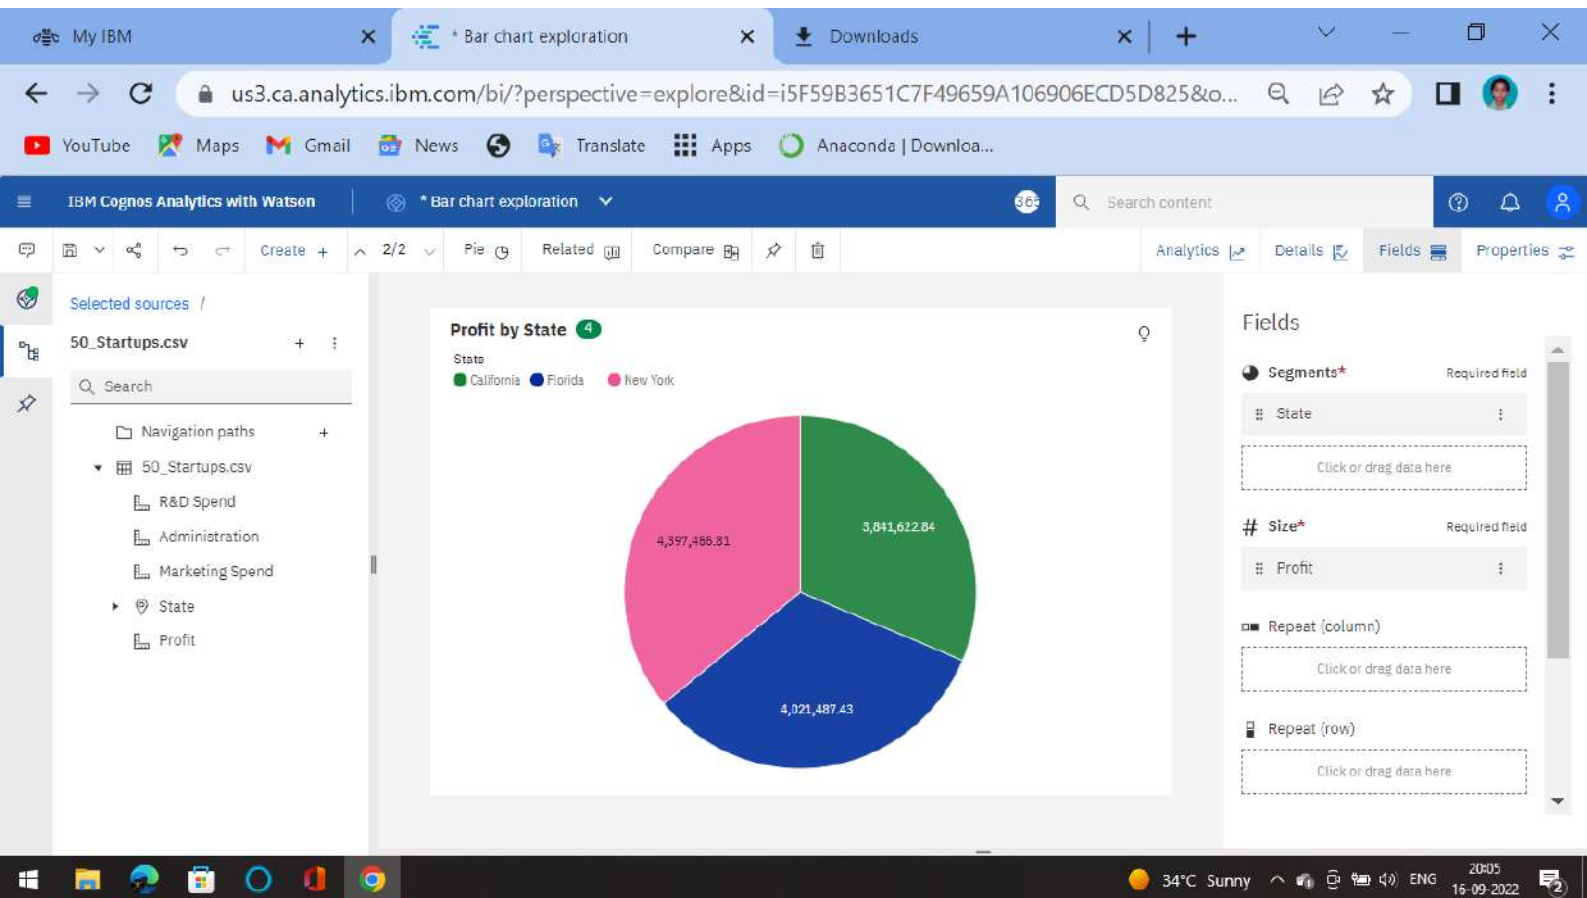 My IBM
* Bar chart exploration
Downloads
us3.ca.analytics.ibm.com/bi/?perspective=explore&id=i5F59B3651C7F49659A106906ECD5D825&o...
YouTube Maps Gmail News Translate Apps Anaconda | Downloa...
IBM Cognos Analytics with Watson
* Bar chart exploration
Search content
Create + 2/2 Pie Related Compare Analytics Details Fields Properties
Selected sources /
50_Startups.csv
Search
Navigation paths
50_Startups.csv
R&D Spend
Administration
Marketing Spend
State
Profit
Profit by State 4
State
California Florida New York
3,841,622.84
4,021,487.43
Fields
Segments* Required field
State
Click or drag data here
Size* Required field
Profit
Repeat (column)
Click or drag data here
Repeat (row)
Click or drag data here
34°C Sunny
ENG
20:05
16-09-2022
2